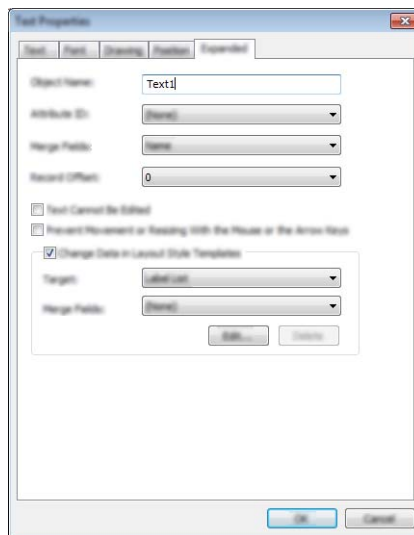 Text Properties
Text Font Drawing Position Expanded
Object Name: Text1
Attribute ID: (None)
Merge Fields: Name
Record Offset: 0
Text Cannot Be Edited
Prevent Movement or Resizing With the Mouse or the Arrow Keys
Change Data in Layout Style Templates
Target: Label List
Merge Fields: (None)
Edit... Delete
OK Cancel